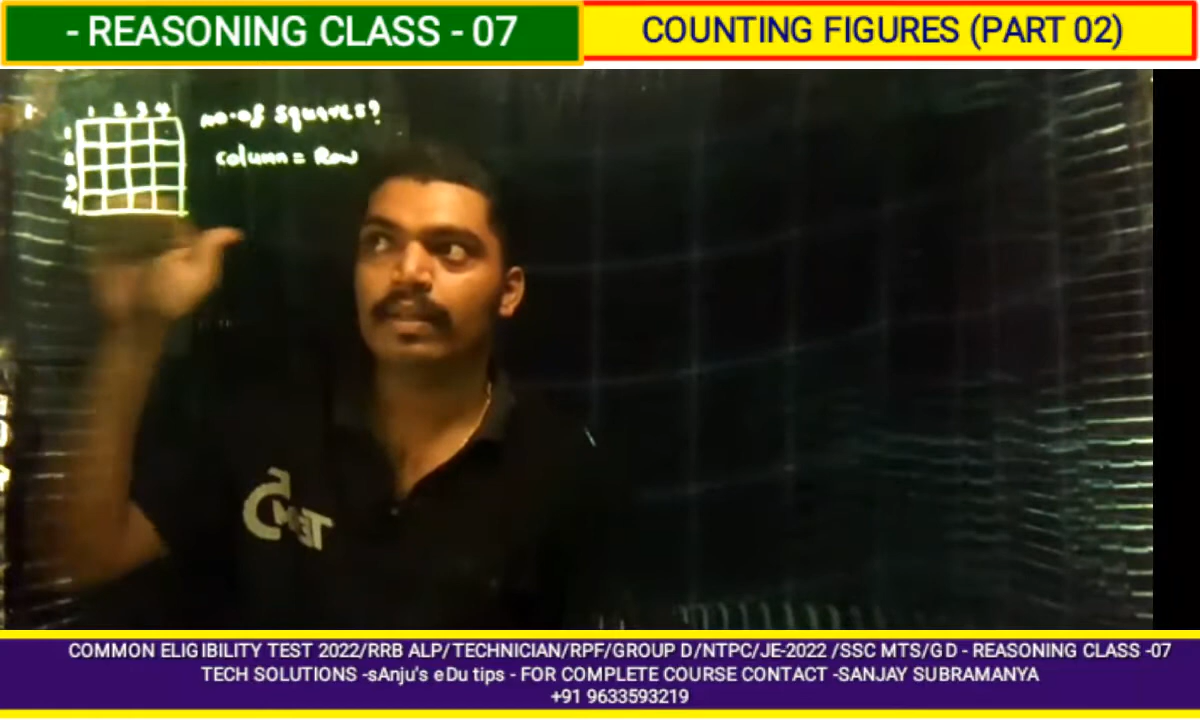 - REASONING CLASS - 07
COUNTING FIGURES (PART 02)
1.
1 2 3 4
1
2
3
4
no. of squares?
column = Row
COMMON ELIGIBILITY TEST 2022/RRB ALP/TECHNICIAN/RPF/GROUP D/NTPC/JE-2022 /SSC MTS/GD - REASONING CLASS -07
TECH SOLUTIONS -sAnju's eDu tips - FOR COMPLETE COURSE CONTACT -SANJAY SUBRAMANYA
+91 9633593219